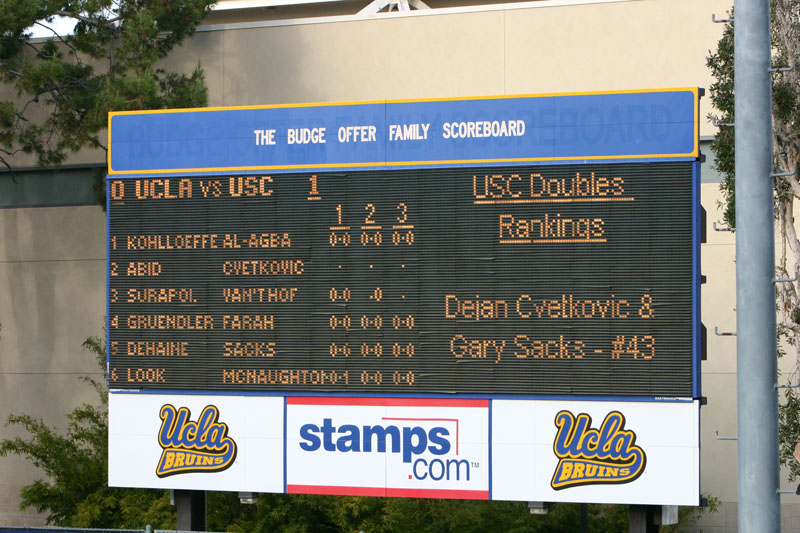 THE BUDGE OFFER FAMILY SCOREBOARD
0 UCLA vs USC 1
1 2 3
1 KOHLLOEFFE AL-AGBA 0-0 0-0 0-0
2 ABID CVETKOVIC - - -
3 SURAPOL VAN'THOF 0-0 -0 -
4 GRUENDLER FARAH 0-0 0-0 0-0
5 DEHAINE SACKS 0-0 0-0 0-0
6 LOOK MCNAUGHTON 0-1 0-0 0-0
USC Doubles
Rankings
Dejan Cvetkovic &
Gary Sacks - #43
Ucla
BRUINS
stamps
.com™
Ucla
BRUINS